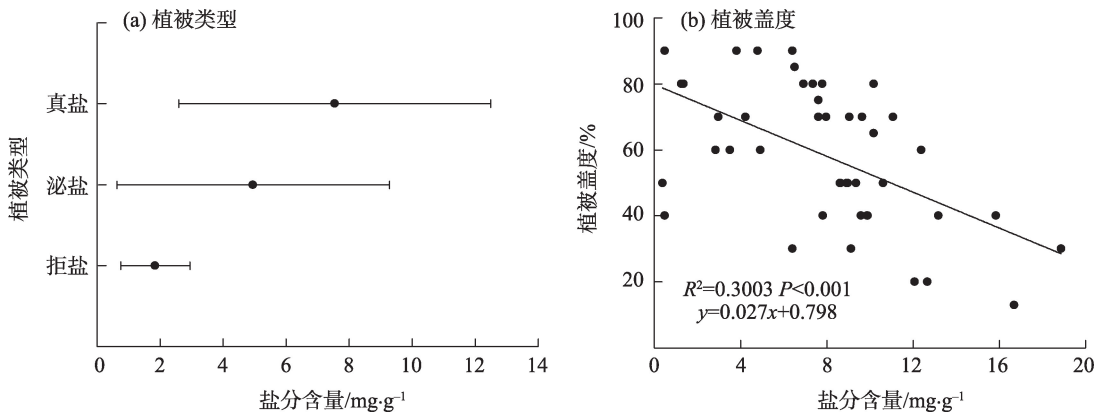 (a) 植被类型
植被类型
真盐
泌盐
拒盐
0 2 4 6 8 10 12 14
盐分含量/mg·g⁻¹
(b) 植被盖度
植被盖度/%
100
80
60
40
20
R²=0.3003 P<0.001
y=0.027x+0.798
0 4 8 12 16 20
盐分含量/mg·g⁻¹